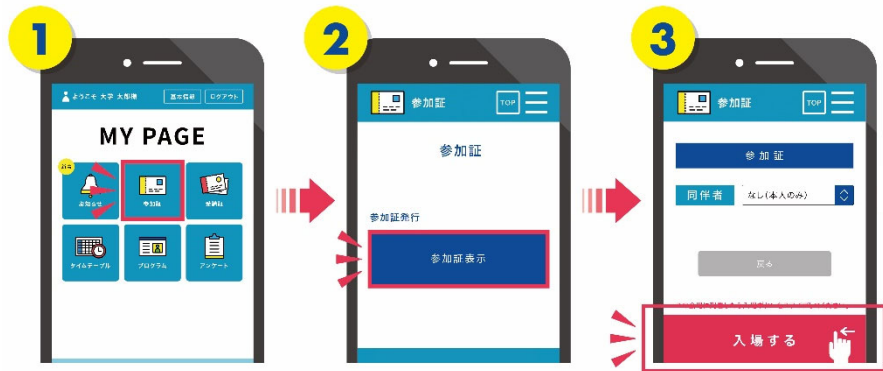 1
ようこそ 大学 太郎様
基本情報
ログアウト
MY PAGE
お知らせ
参加証
受講証
タイムテーブル
プログラム
アンケート
2
参加証
TOP
参加証
参加証発行
参加証表示
3
参加証
TOP
参加証
同伴者
なし(本人のみ)
戻る
入場する